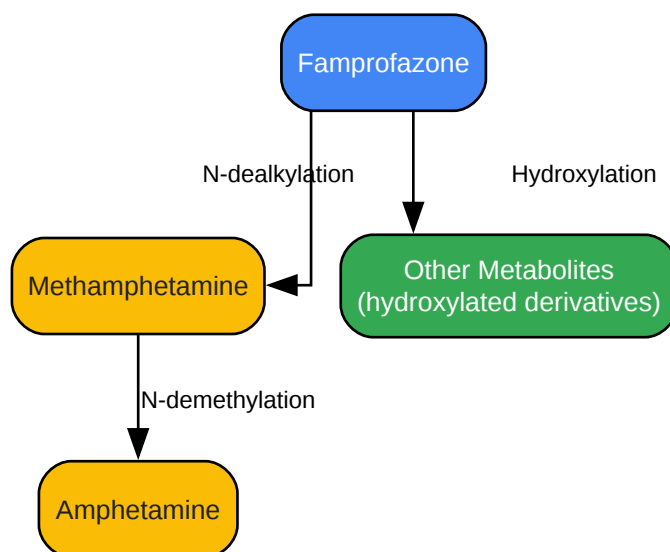 Famprofazone
N-dealkylation
Hydroxylation
Methamphetamine
Other Metabolites
(hydroxylated derivatives)
N-demethylation
Amphetamine